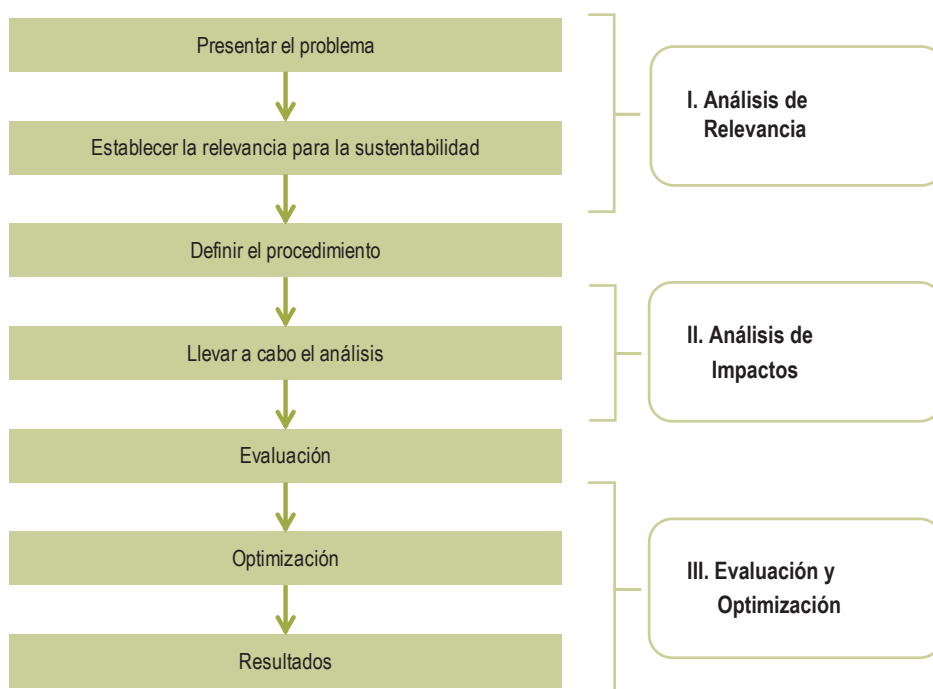 Presentar el problema
Establecer la relevancia para la sustentabilidad
Definir el procedimiento
Llevar a cabo el análisis
Evaluación
Optimización
Resultados
I. Análisis de
Relevancia
II. Análisis de
Impactos
III. Evaluación y
Optimización